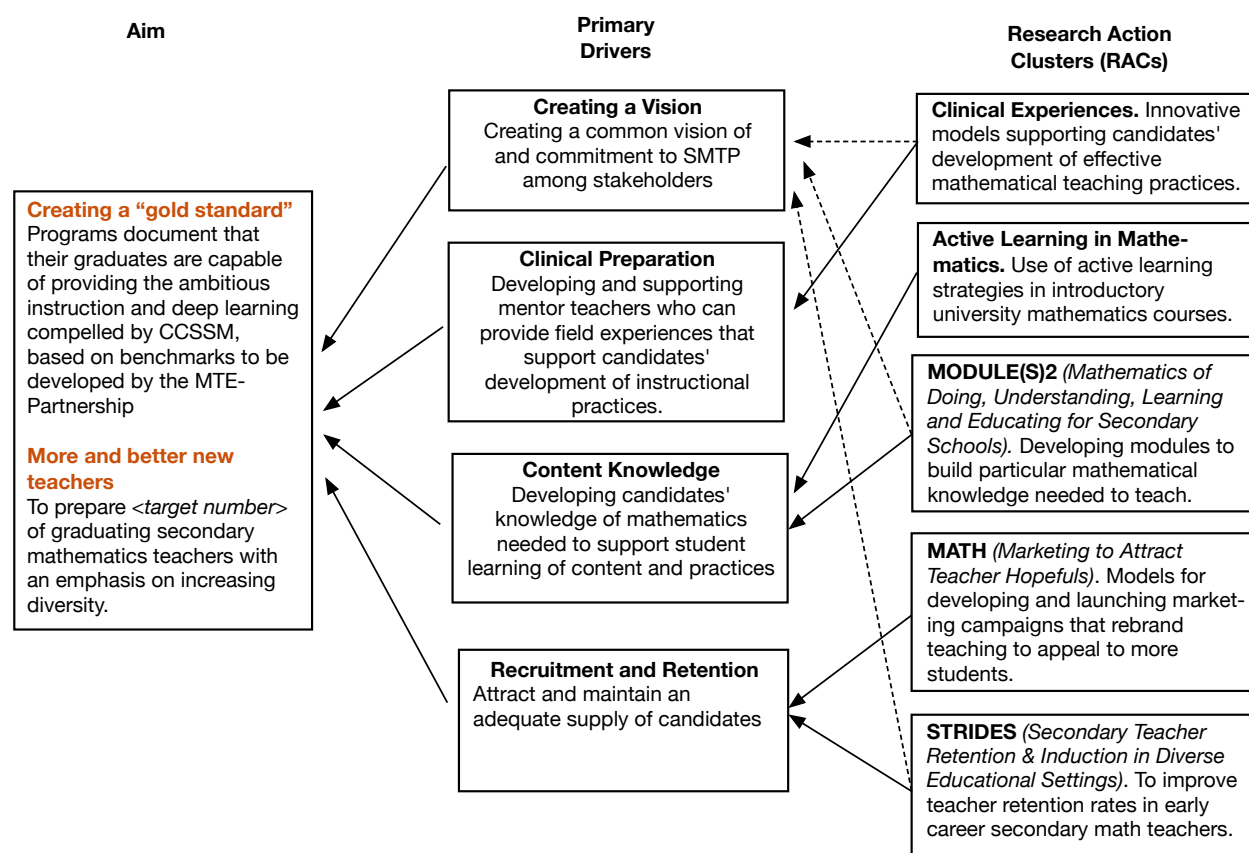 Aim
Primary
Drivers
Research Action
Clusters (RACs)
Creating a “gold standard”
Programs document that
their graduates are capable
of providing the ambitious
instruction and deep learning
compelled by CCSSM,
based on benchmarks to be
developed by the MTE-
Partnership
More and better new
teachers
To prepare <target number>
of graduating secondary
mathematics teachers with
an emphasis on increasing
diversity.
Creating a Vision
Creating a common vision of
and commitment to SMTP
among stakeholders
Clinical Preparation
Developing and supporting
mentor teachers who can
provide field experiences that
support candidates'
development of instructional
practices.
Content Knowledge
Developing candidates'
knowledge of mathematics
needed to support student
learning of content and practices
Recruitment and Retention
Attract and maintain an
adequate supply of candidates
Clinical Experiences. Innovative
models supporting candidates'
development of effective
mathematical teaching practices.
Active Learning in Mathe-
matics. Use of active learning
strategies in introductory
university mathematics courses.
MODULE(S)2 (Mathematics of
Doing, Understanding, Learning
and Educating for Secondary
Schools). Developing modules to
build particular mathematical
knowledge needed to teach.
MATH (Marketing to Attract
Teacher Hopefuls). Models for
developing and launching market-
ing campaigns that rebrand
teaching to appeal to more
students.
STRIDES (Secondary Teacher
Retention & Induction in Diverse
Educational Settings). To improve
teacher retention rates in early
career secondary math teachers.